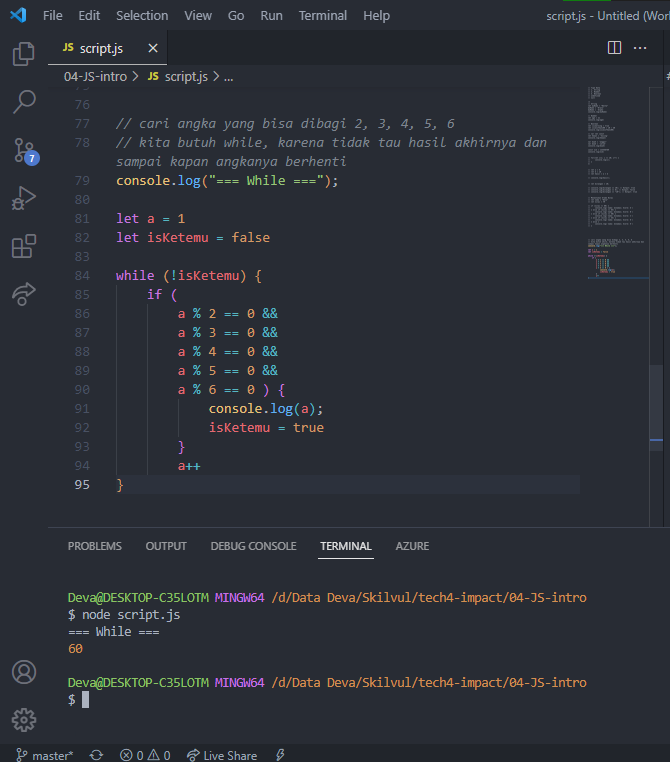 File Edit Selection View Go Run Terminal Help script.js - Untitled (Wor
JS script.js
04-JS-intro > JS script.js > ...
76
77 // cari angka yang bisa dibagi 2, 3, 4, 5, 6
78 // kita butuh while, karena tidak tau hasil akhirnya dan
sampai kapan angkanya berhenti
79 console.log("=== While ===");
80
81 let a = 1
82 let isKetemu = false
83
84 while (!isKetemu) {
85 if (
86 a % 2 == 0 &&
87 a % 3 == 0 &&
88 a % 4 == 0 &&
89 a % 5 == 0 &&
90 a % 6 == 0 ) {
91 console.log(a);
92 isKetemu = true
93 }
94 a++
95 }
7
PROBLEMS OUTPUT DEBUG CONSOLE TERMINAL AZURE
Deva@DESKTOP-C35LOTM MINGW64 /d/Data Deva/Skilvul/tech4-impact/04-JS-intro
$ node script.js
=== While ===
60
Deva@DESKTOP-C35LOTM MINGW64 /d/Data Deva/Skilvul/tech4-impact/04-JS-intro
$
master* 0 0 Live Share